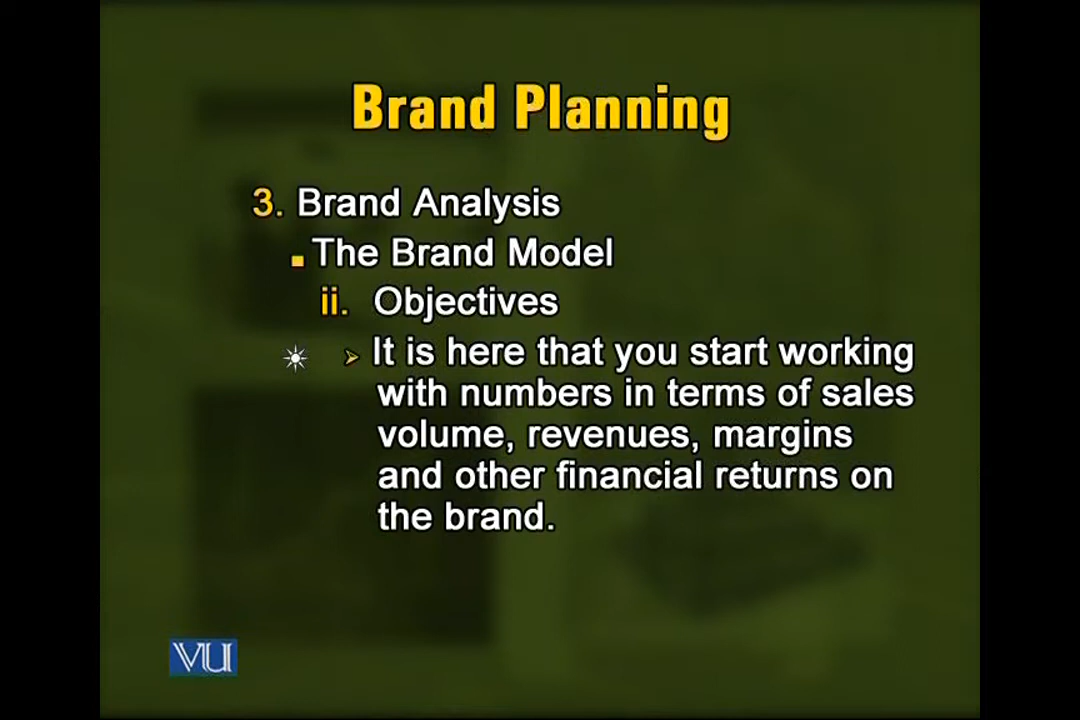 Brand Planning
3. Brand Analysis
The Brand Model
ii. Objectives
It is here that you start working
with numbers in terms of sales
volume, revenues, margins
and other financial returns on
the brand.
VU